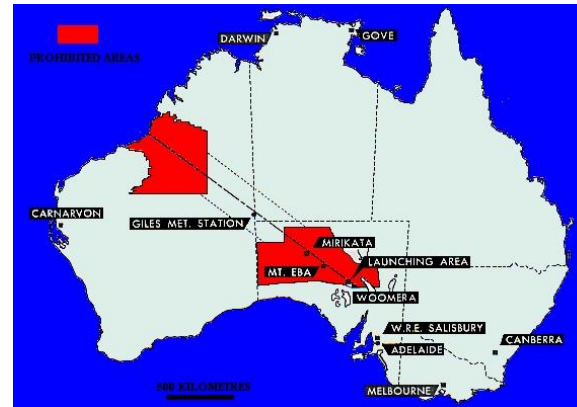 DARWIN
GOVE
PROHIBITED AREAS
CARNARVON
GILES MET. STATION
MIRIKATA
LAUNCHING AREA
MT. EBA
WOOMERA
W.R.E. SALISBURY
ADELAIDE
CANBERRA
500 KILOMETRES
MELBOURNE